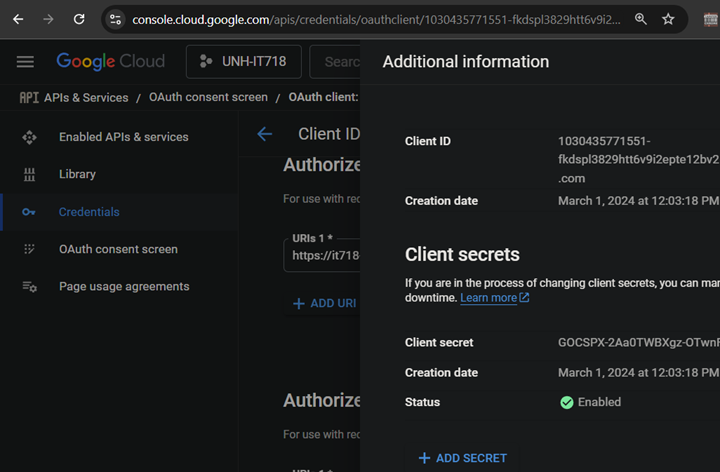 console.cloud.google.com/apis/credentials/oauthclient/1030435771551-fkdspl3829htt6v9i2...
Google Cloud
UNH-IT718
Searc
Additional information
API APIs & Services / OAuth consent screen / OAuth client:
Enabled APIs & services
Library
Credentials
OAuth consent screen
Page usage agreements
Client ID
Authorize
For use with rec
URIs 1 *
https://it718
+ ADD URI
Authorize
For use with rec
Client ID
1030435771551-
fkdspl3829htt6v9i2epte12bv2
.com
Creation date
March 1, 2024 at 12:03:18 PM
Client secrets
If you are in the process of changing client secrets, you can mar
downtime. Learn more
Client secret
GOCSPX-2Aa0TWBXgz-OTwnF
Creation date
March 1, 2024 at 12:03:18 PM
Status
Enabled
+ ADD SECRET